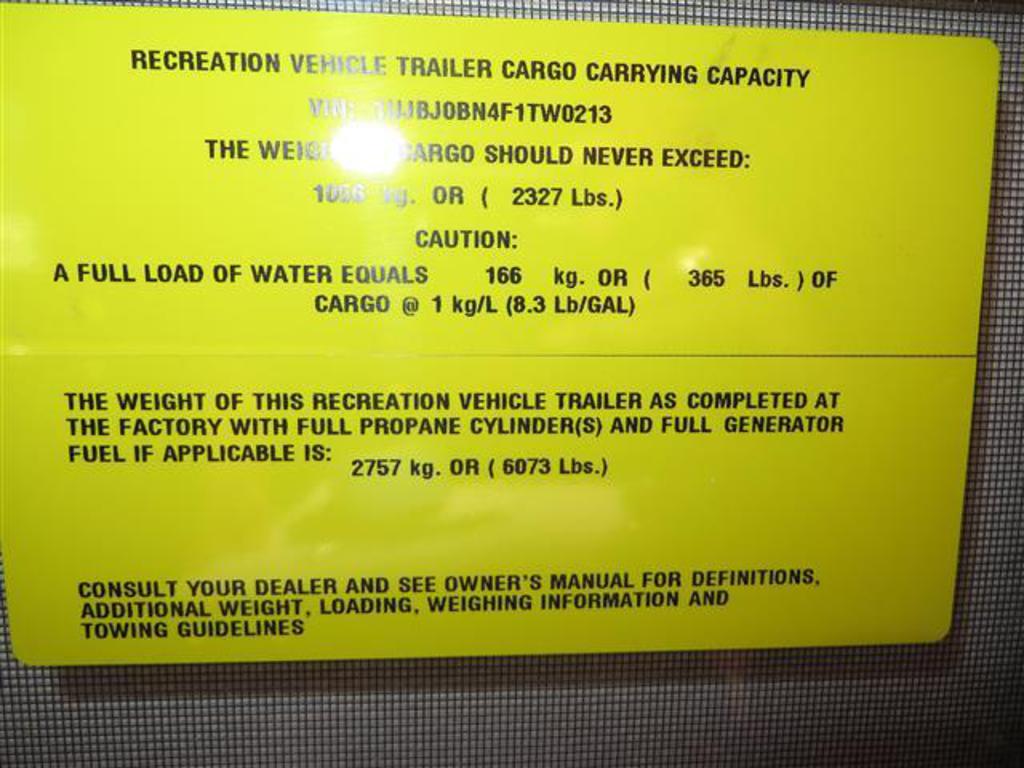 RECREATION VEHICLE TRAILER CARGO CARRYING CAPACITY
VIN:
THE CARGO SHOULD NEVER EXCEED:
kg. OR ( 2327 Lbs.)
CAUTION:
A FULL LOAD OF WATER EQUALS 166 kg. OR ( 365 Lbs. ) OF
CARGO @ 1 kg/L (8.3 Lb/GAL)
THE WEIGHT OF THIS RECREATION VEHICLE TRAILER AS COMPLETED AT
THE FACTORY WITH FULL PROPANE CYLINDER(S) AND FULL GENERATOR
FUEL IF APPLICABLE IS:
2757 kg. OR ( 6073 Lbs.)
CONSULT YOUR DEALER AND SEE OWNER'S MANUAL FOR DEFINITIONS,
ADDITIONAL WEIGHT, LOADING, WEIGHING INFORMATION AND
TOWING GUIDELINES